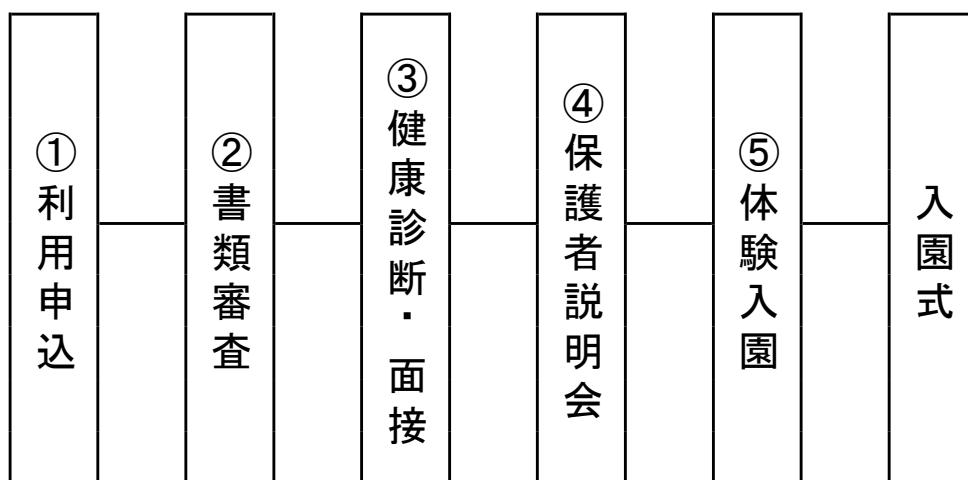 ①利用申込
②書類審査
③健康診断・面接
④保護者説明会
⑤体験入園
入園式